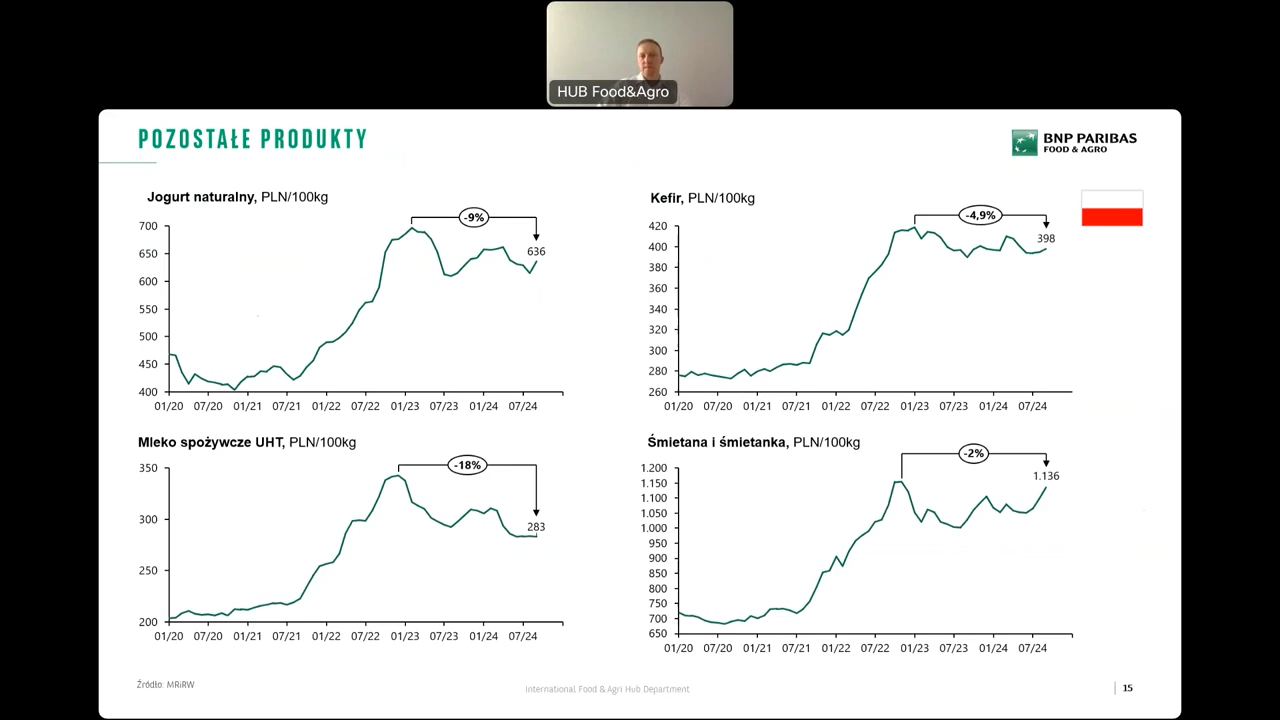 HUB Food&Agro
POZOSTAŁE PRODUKTY
BNP PARIBAS
FOOD & AGRO
Jogurt naturalny, PLN/100kg
700
650
600
550
500
450
400
-9%
636
01/20 07/20 01/21 07/21 01/22 07/22 01/23 07/23 01/24 07/24
Kefir, PLN/100kg
420
400
380
360
340
320
300
280
260
-4,9%
398
01/20 07/20 01/21 07/21 01/22 07/22 01/23 07/23 01/24 07/24
Mleko spożywcze UHT, PLN/100kg
350
300
250
200
-18%
283
01/20 07/20 01/21 07/21 01/22 07/22 01/23 07/23 01/24 07/24
Śmietana i śmietanka, PLN/100kg
1.200
1.150
1.100
1.050
1.000
950
900
850
800
750
700
650
-2%
1.136
01/20 07/20 01/21 07/21 01/22 07/22 01/23 07/23 01/24 07/24
Źródło: MRiRW
International Food & Agri Hub Department
15